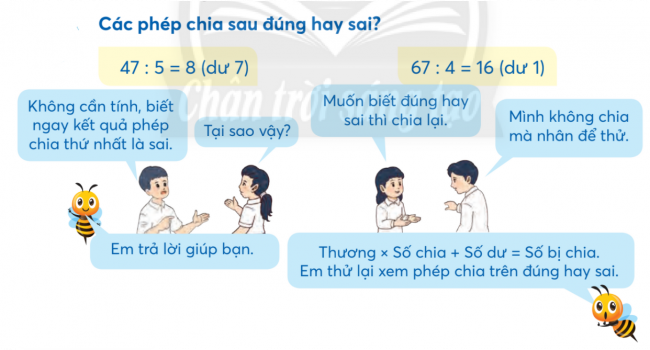 Các phép chia sau đúng hay sai?
47 : 5 = 8 (dư 7)
67 : 4 = 16 (dư 1)
Chân trời sáng tạo
Không cần tính, biết
ngay kết quả phép
chia thứ nhất là sai.
Tại sao vậy?
Muốn biết đúng hay
sai thì chia lại.
Mình không chia
mà nhân để thử.
Em trả lời giúp bạn.
Thương × Số chia + Số dư = Số bị chia.
Em thử lại xem phép chia trên đúng hay sai.